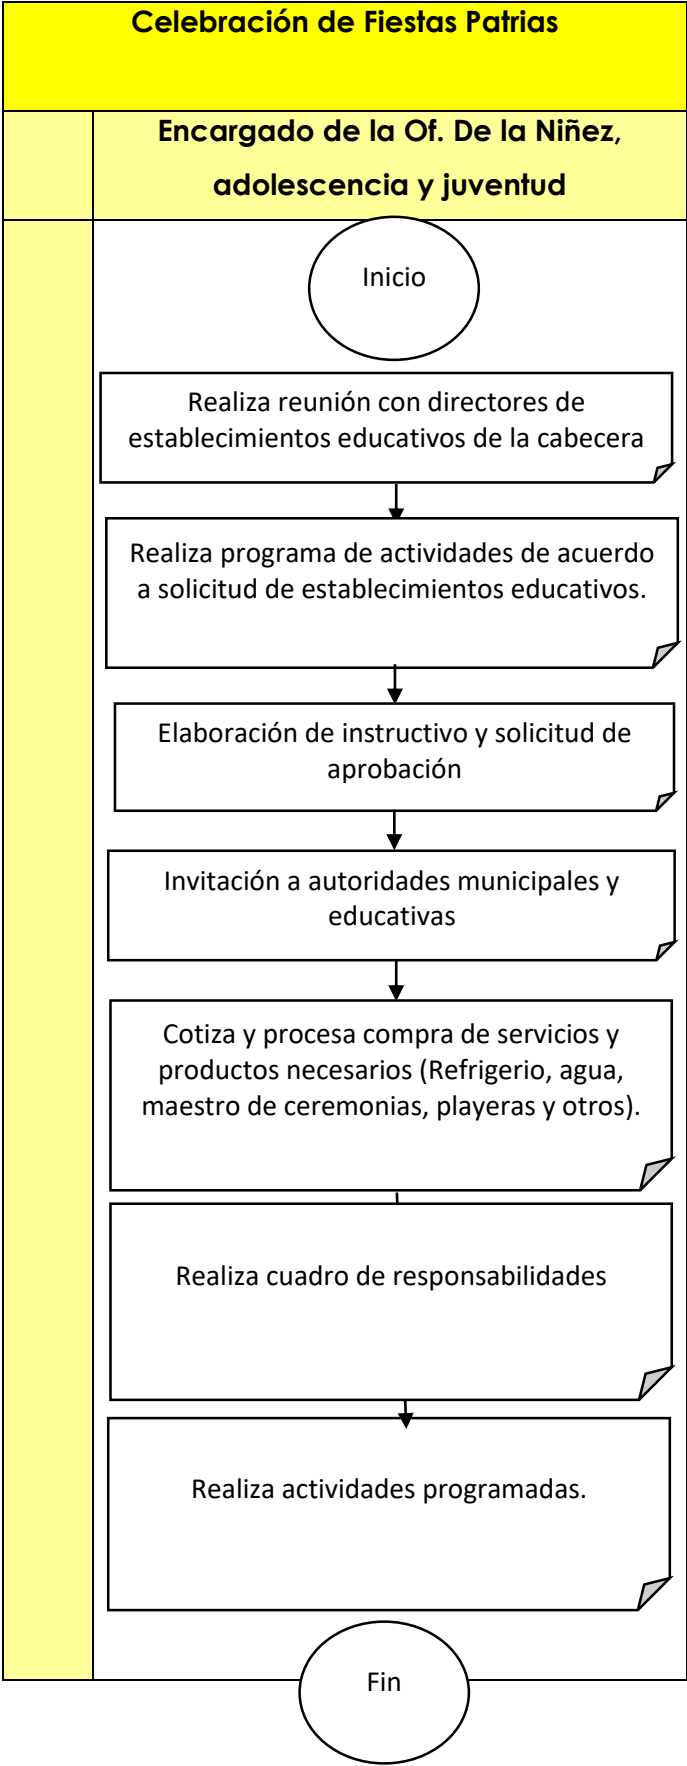 Celebración de Fiestas Patrias
Encargado de la Of. De la Niñez,
adolescencia y juventud
Inicio
Realiza reunión con directores de
establecimientos educativos de la cabecera
Realiza programa de actividades de acuerdo
a solicitud de establecimientos educativos.
Elaboración de instructivo y solicitud de
aprobación
Invitación a autoridades municipales y
educativas
Cotiza y procesa compra de servicios y
productos necesarios (Refrigerio, agua,
maestro de ceremonias, playeras y otros).
Realiza cuadro de responsabilidades
Realiza actividades programadas.
Fin